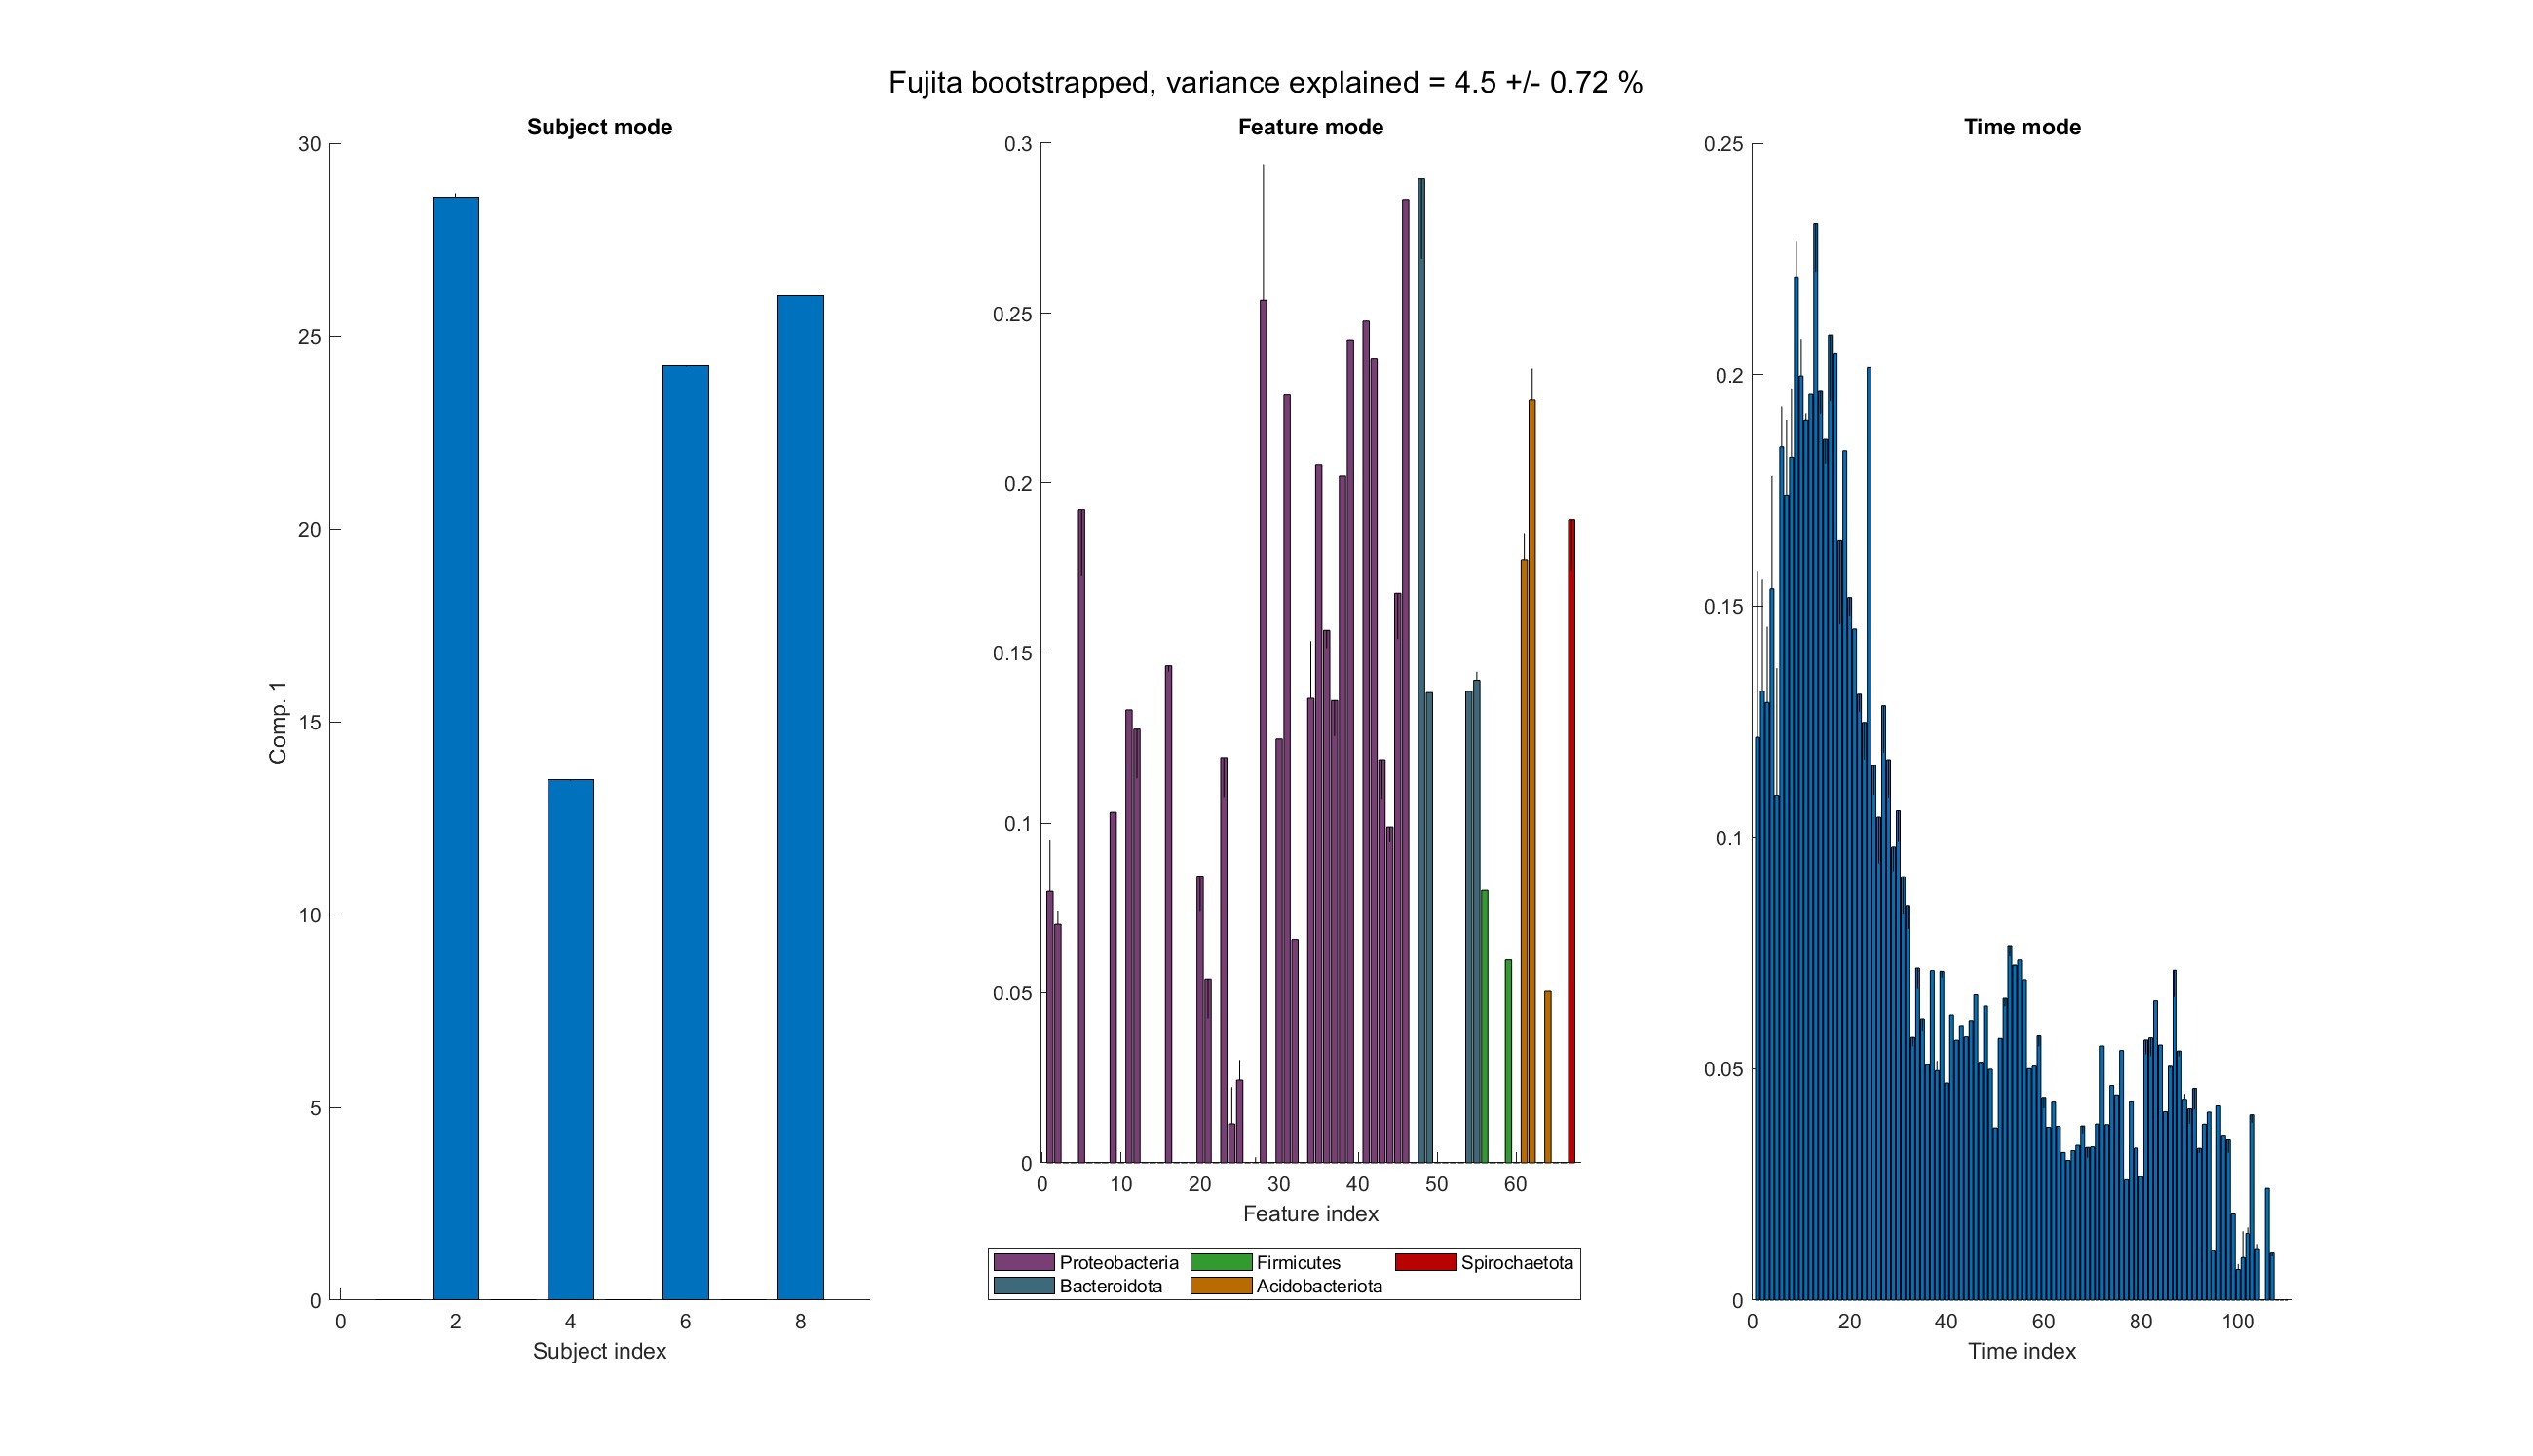 Fujita bootstrapped, variance explained = 4.5 +/- 0.72 %
Subject mode
30
25
20
15
10
5
0
Comp. 1
0 2 4 6 8
Subject index
Feature mode
0.3
0.25
0.2
0.15
0.1
0.05
0
0 10 20 30 40 50 60
Feature index
Proteobacteria Firmicutes Spirochaetota
Bacteroidota Acidobacteriota
Time mode
0.25
0.2
0.15
0.1
0.05
0
0 20 40 60 80 100
Time index